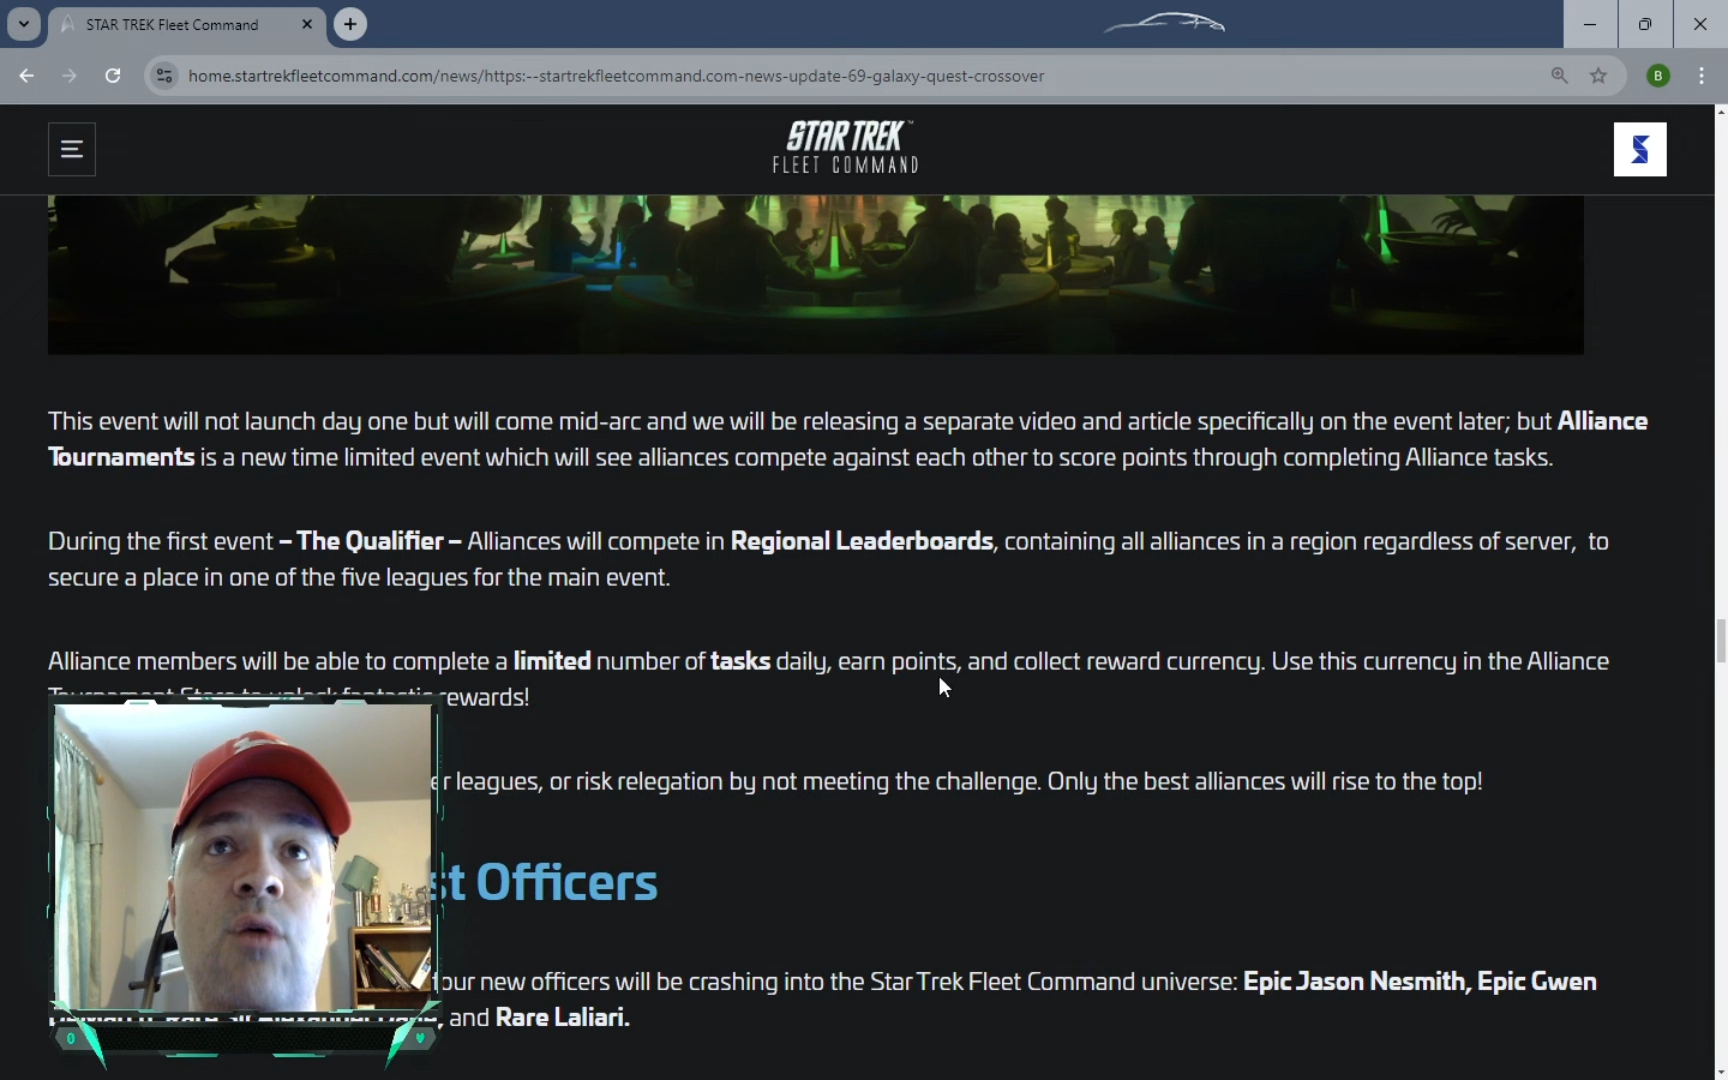 STAR TREK Fleet Command
home.startrekfleetcommand.com/news/https:--startrekfleetcommand.com-news-update-69-galaxy-quest-crossover
B
STAR TREK™
FLEET COMMAND
This event will not launch day one but will come mid-arc and we will be releasing a separate video and article specifically on the event later; but Alliance
Tournaments is a new time limited event which will see alliances compete against each other to score points through completing Alliance tasks.
During the first event – The Qualifier – Alliances will compete in Regional Leaderboards, containing all alliances in a region regardless of server, to
secure a place in one of the five leagues for the main event.
Alliance members will be able to complete a limited number of tasks daily, earn points, and collect reward currency. Use this currency in the Alliance
rewards!
leagues, or risk relegation by not meeting the challenge. Only the best alliances will rise to the top!
Officers
new officers will be crashing into the Star Trek Fleet Command universe: Epic Jason Nesmith, Epic Gwen
and Rare Laliari.
0